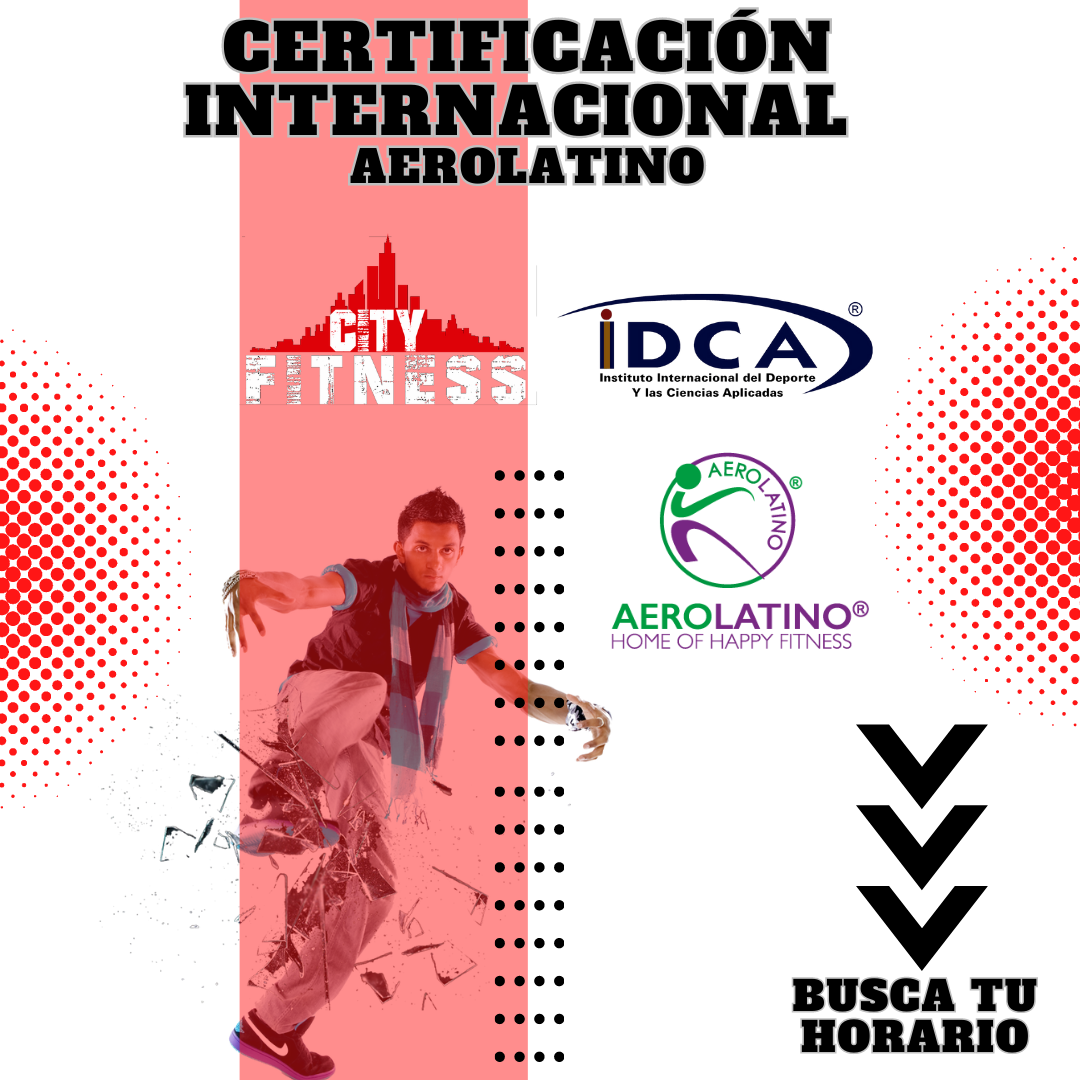 CERTIFICACIÓN
INTERNACIONAL
AEROLATINO
CITY
FITNESS
iDCA®
Instituto Internacional del Deporte
Y las Ciencias Aplicadas
AEROLATINO®
AEROLATINO®
HOME OF HAPPY FITNESS
BUSCA TU
HORARIO